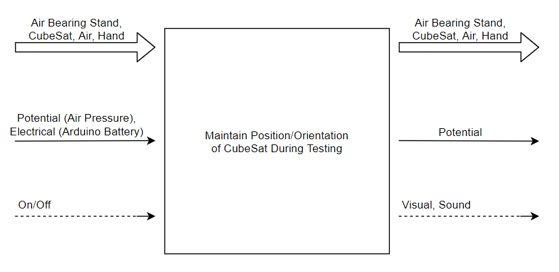 Air Bearing Stand,
CubeSat, Air, Hand
Air Bearing Stand,
CubeSat, Air, Hand
Potential (Air Pressure),
Electrical (Arduino Battery)
Maintain Position/Orientation
of CubeSat During Testing
Potential
On/Off
Visual, Sound